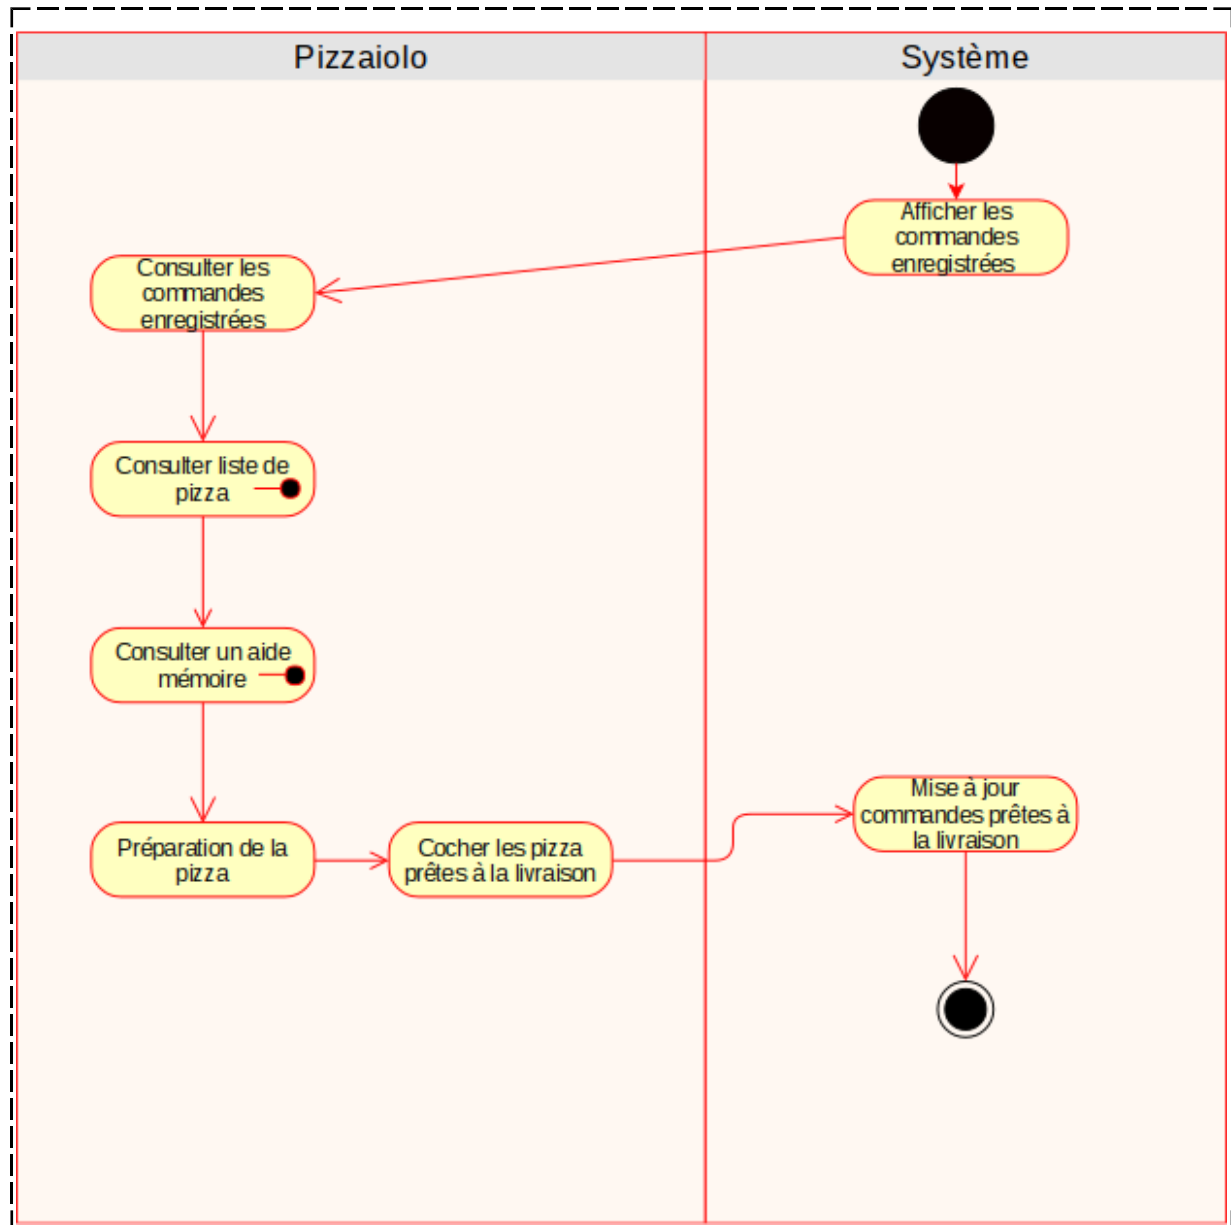 Pizzaiolo
Système
Afficher les
commandes
enregistrées
Consulter les
commandes
enregistrées
Consulter liste de
pizza
Consulter un aide
mémoire
Préparation de la
pizza
Cocher les pizza
prêtes à la livraison
Mise à jour
commandes prêtes à
la livraison